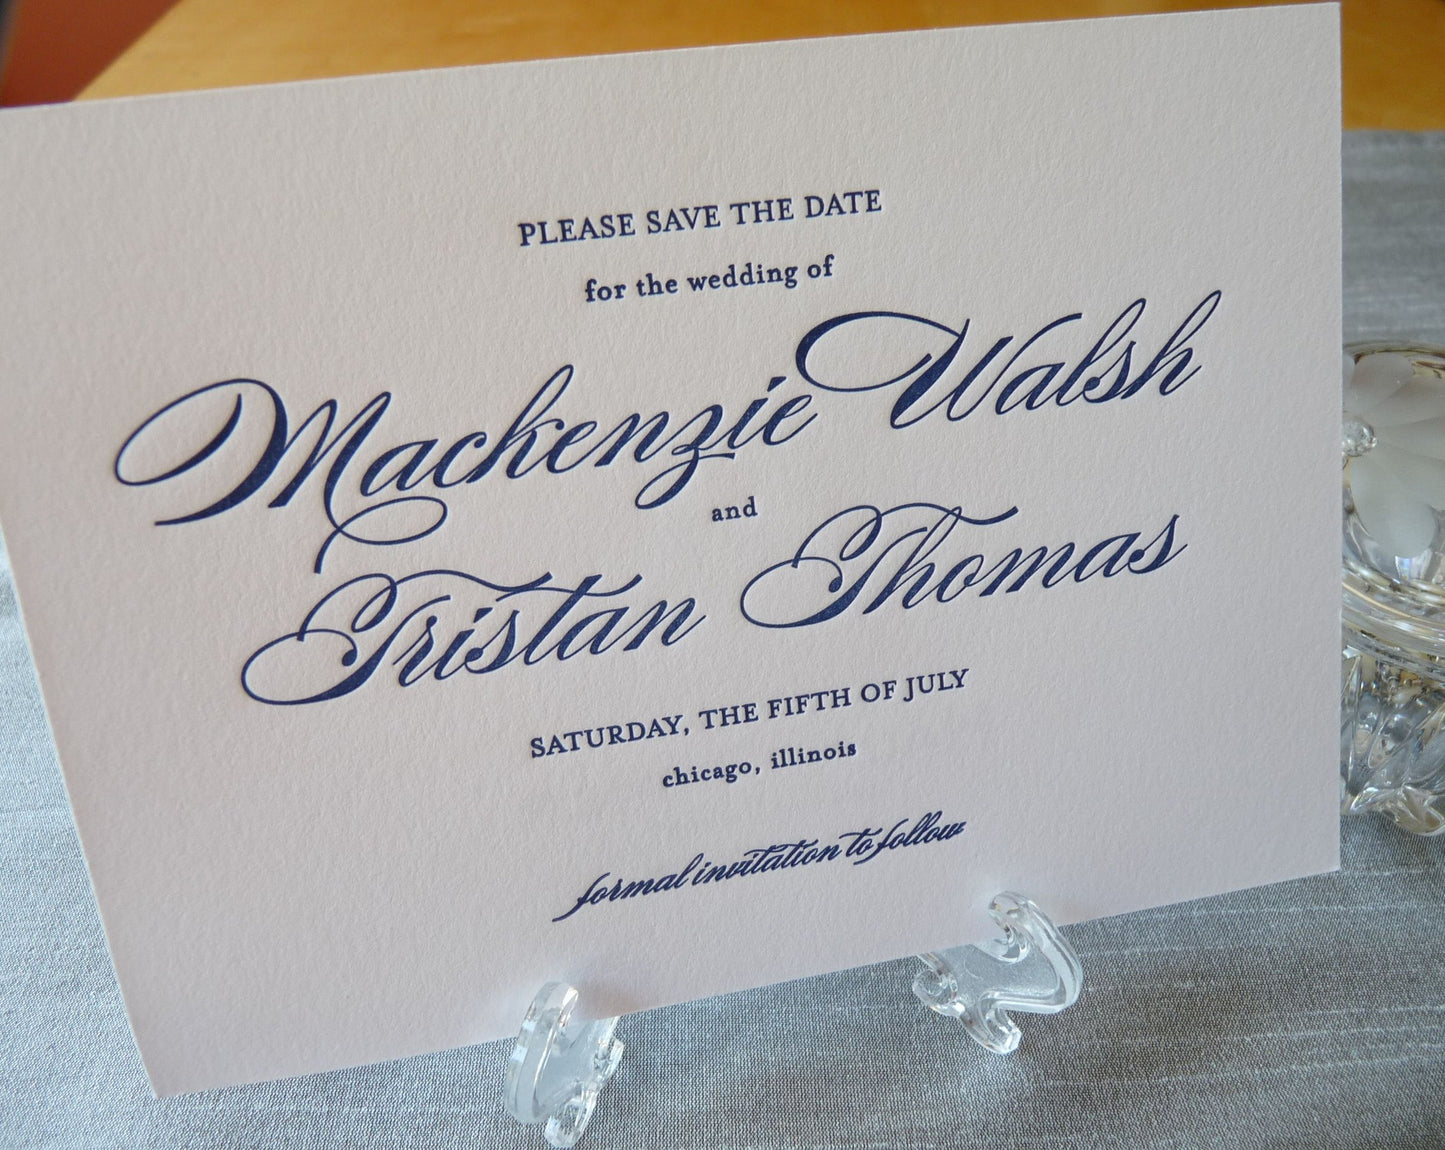 PLEASE SAVE THE DATE
for the wedding of
Mackenzie Walsh
and
Tristan Thomas
SATURDAY, THE FIFTH OF JULY
chicago, illinois
formal invitation to follow